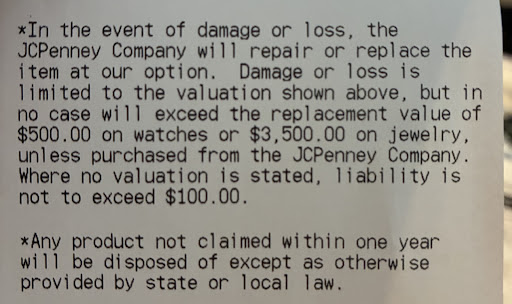 *In the event of damage or loss, the
JCPenney Company will repair or replace the
item at our option. Damage or loss is
limited to the valuation shown above, but in
no case will exceed the replacement value of
$500.00 on watches or $3,500.00 on jewelry,
unless purchased from the JCPenney Company.
Where no valuation is stated, liability is
not to exceed $100.00.
*Any product not claimed within one year
will be disposed of except as otherwise
provided by state or local law.